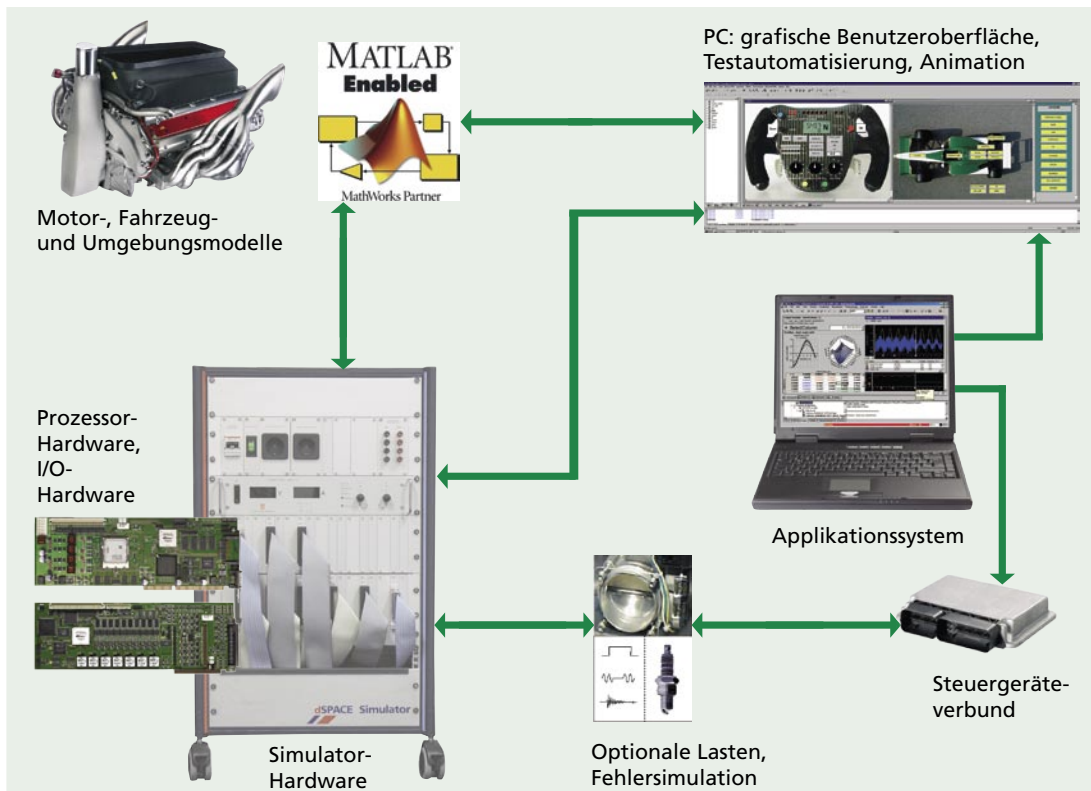 MATLAB®
Enabled
MathWorks Partner
PC: grafische Benutzeroberfläche,
Testautomatisierung, Animation
Motor-, Fahrzeug-
und Umgebungsmodelle
Prozessor-
Hardware,
I/O-
Hardware
Applikationssystem
dSPACE Simulator
Simulator-
Hardware
Optionale Lasten,
Fehlersimulation
Steuergeräte-
verbund